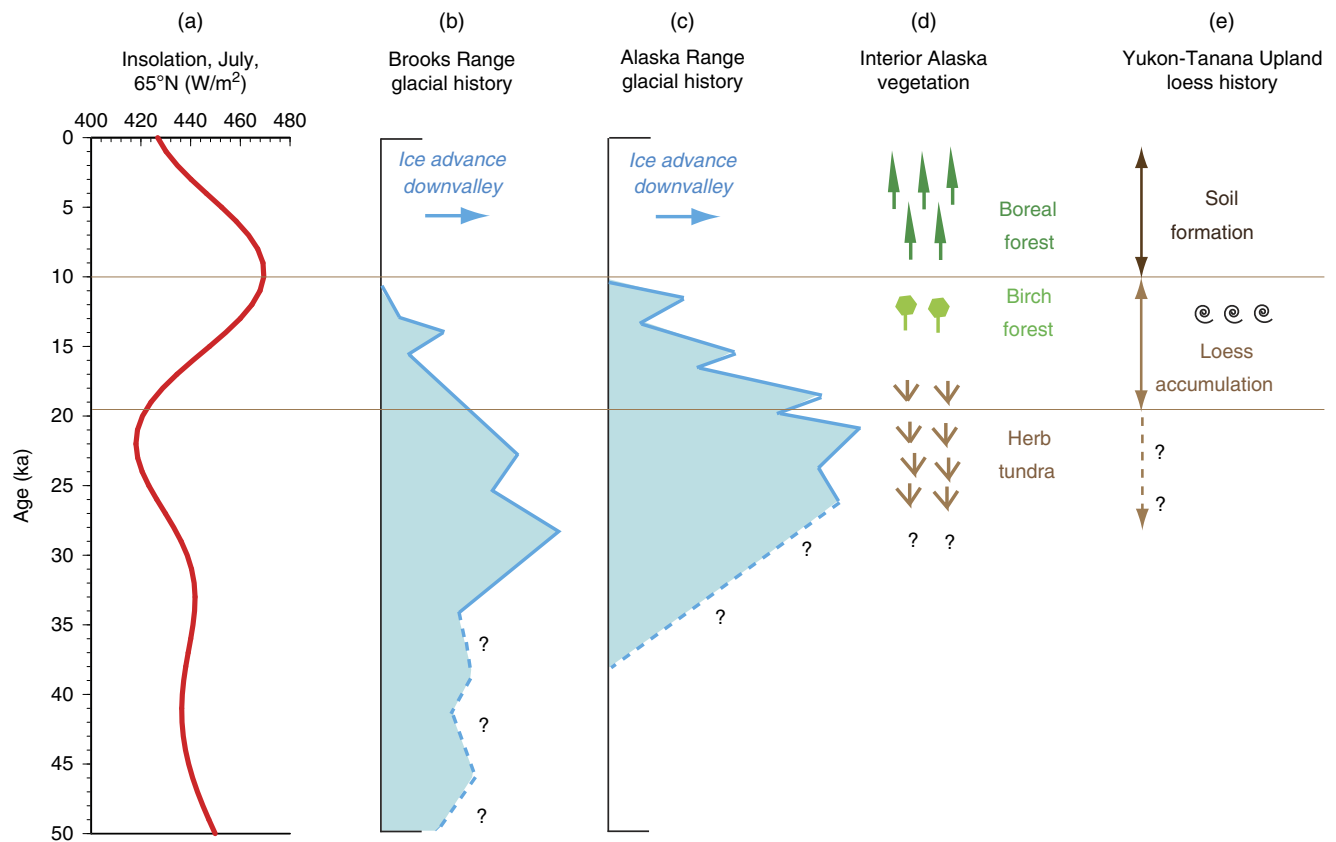 (a)
(b)
(c)
(d)
(e)
Insolation, July,
65°N (W/m²)
Brooks Range
glacial history
Alaska Range
glacial history
Interior Alaska
vegetation
Yukon-Tanana Upland
loess history
400 420 440 460 480
0
5
10
15
20
25
30
35
40
45
50
Age (ka)
Ice advance
downvalley
?
?
?
Ice advance
downvalley
?
?
Boreal
forest
Birch
forest
Herb
tundra
? ?
Soil
formation
Loess
accumulation
?
?